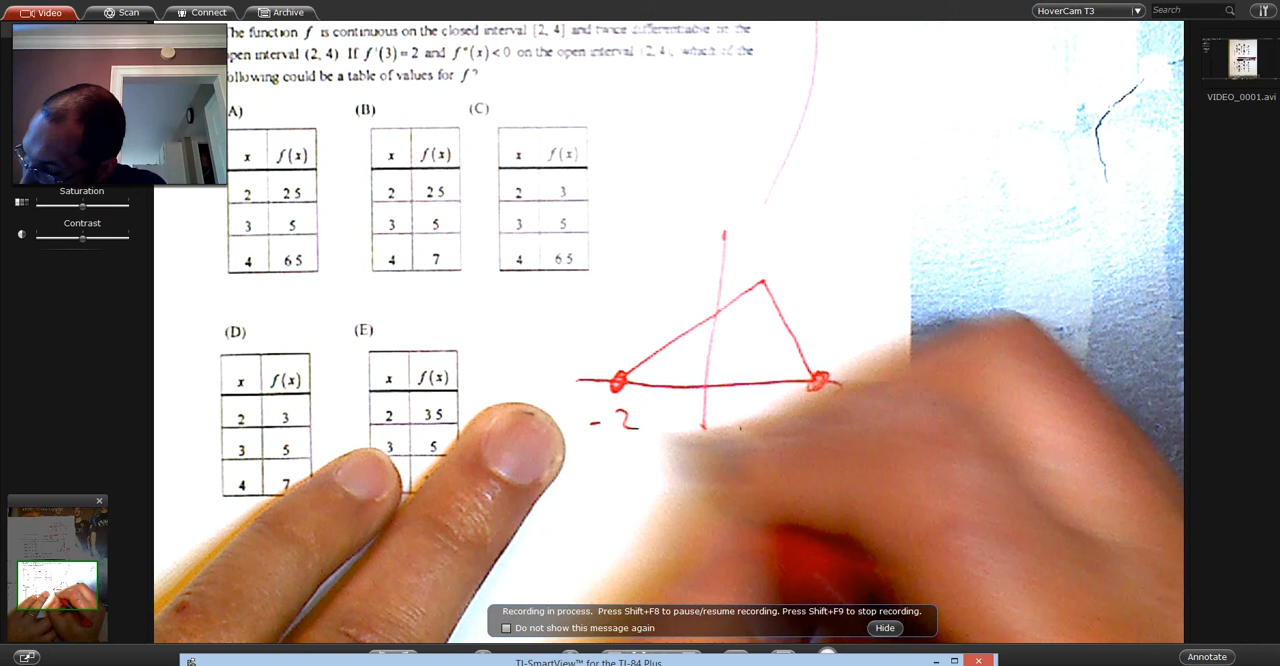 Video
Scan
Connect
Archive
HoverCam T3
Search
The function f is continuous on the closed interval [2, 4] and twice differentiable on the
open interval (2, 4) If f '(3) = 2 and f "(x) < 0 on the open interval (2, 4), which of the
following could be a table of values for f ?
VIDEO_0001.avi
A) (B) (C)
x f(x) x f(x) x f(x)
2 2 5 2 2 5 2 3
3 5 3 5 3 5
4 6 5 4 7 4 6 5
Saturation
Contrast
(D) (E)
x f(x) x f(x)
2 3 2 3 5
3 5 3 5
4 7
- 2
Recording in process. Press Shift+F8 to pause/resume recording. Press Shift+F9 to stop recording.
Do not show this message again
Hide
TI-SmartView™ for the TI-84 Plus
Annotate